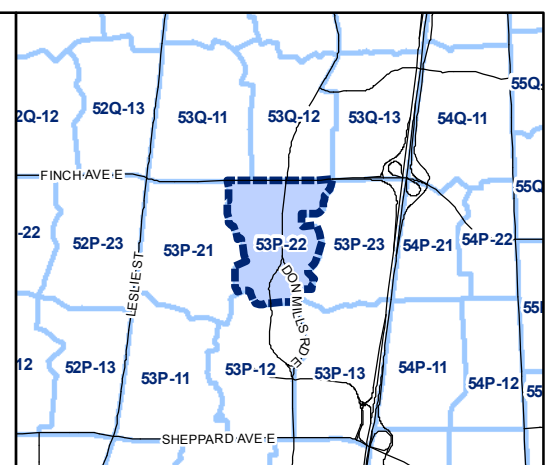 55Q
2Q-12
52Q-13
53Q-11
53Q-12
53Q-13
54Q-11
FINCH AVE E
55Q
-22
52P-23
53P-21
53P-22
53P-23
54P-21
54P-22
LESLIE ST
DON MILLS RD E
55
12
52P-13
53P-11
53P-12
53P-13
54P-11
54P-12
55
SHEPPARD AVE E